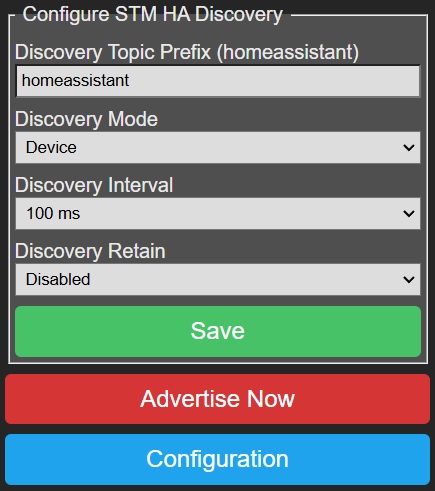 Configure STM HA Discovery
Discovery Topic Prefix (homeassistant)
homeassistant
Discovery Mode
Device
Discovery Interval
100 ms
Discovery Retain
Disabled
Save
Advertise Now
Configuration